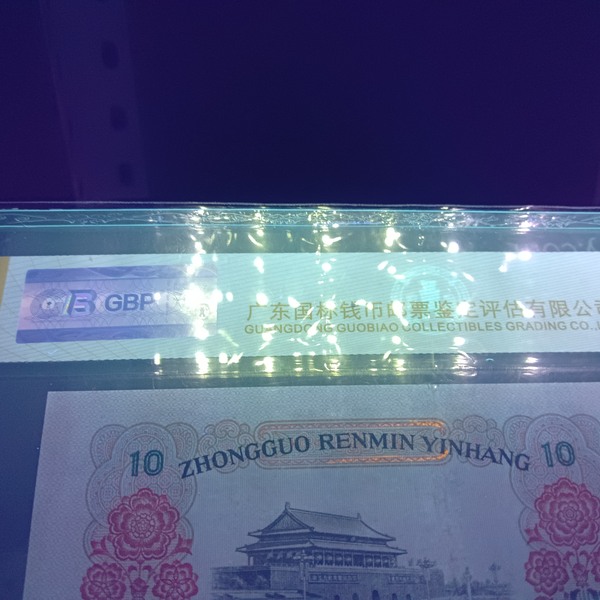 GBP
广东国标钱币邮票鉴定评估有限公司
GUANGDONG GUOBIAO COLLECTIBLES GRADING CO.,
10 ZHONGGUO RENMIN YINHANG 10